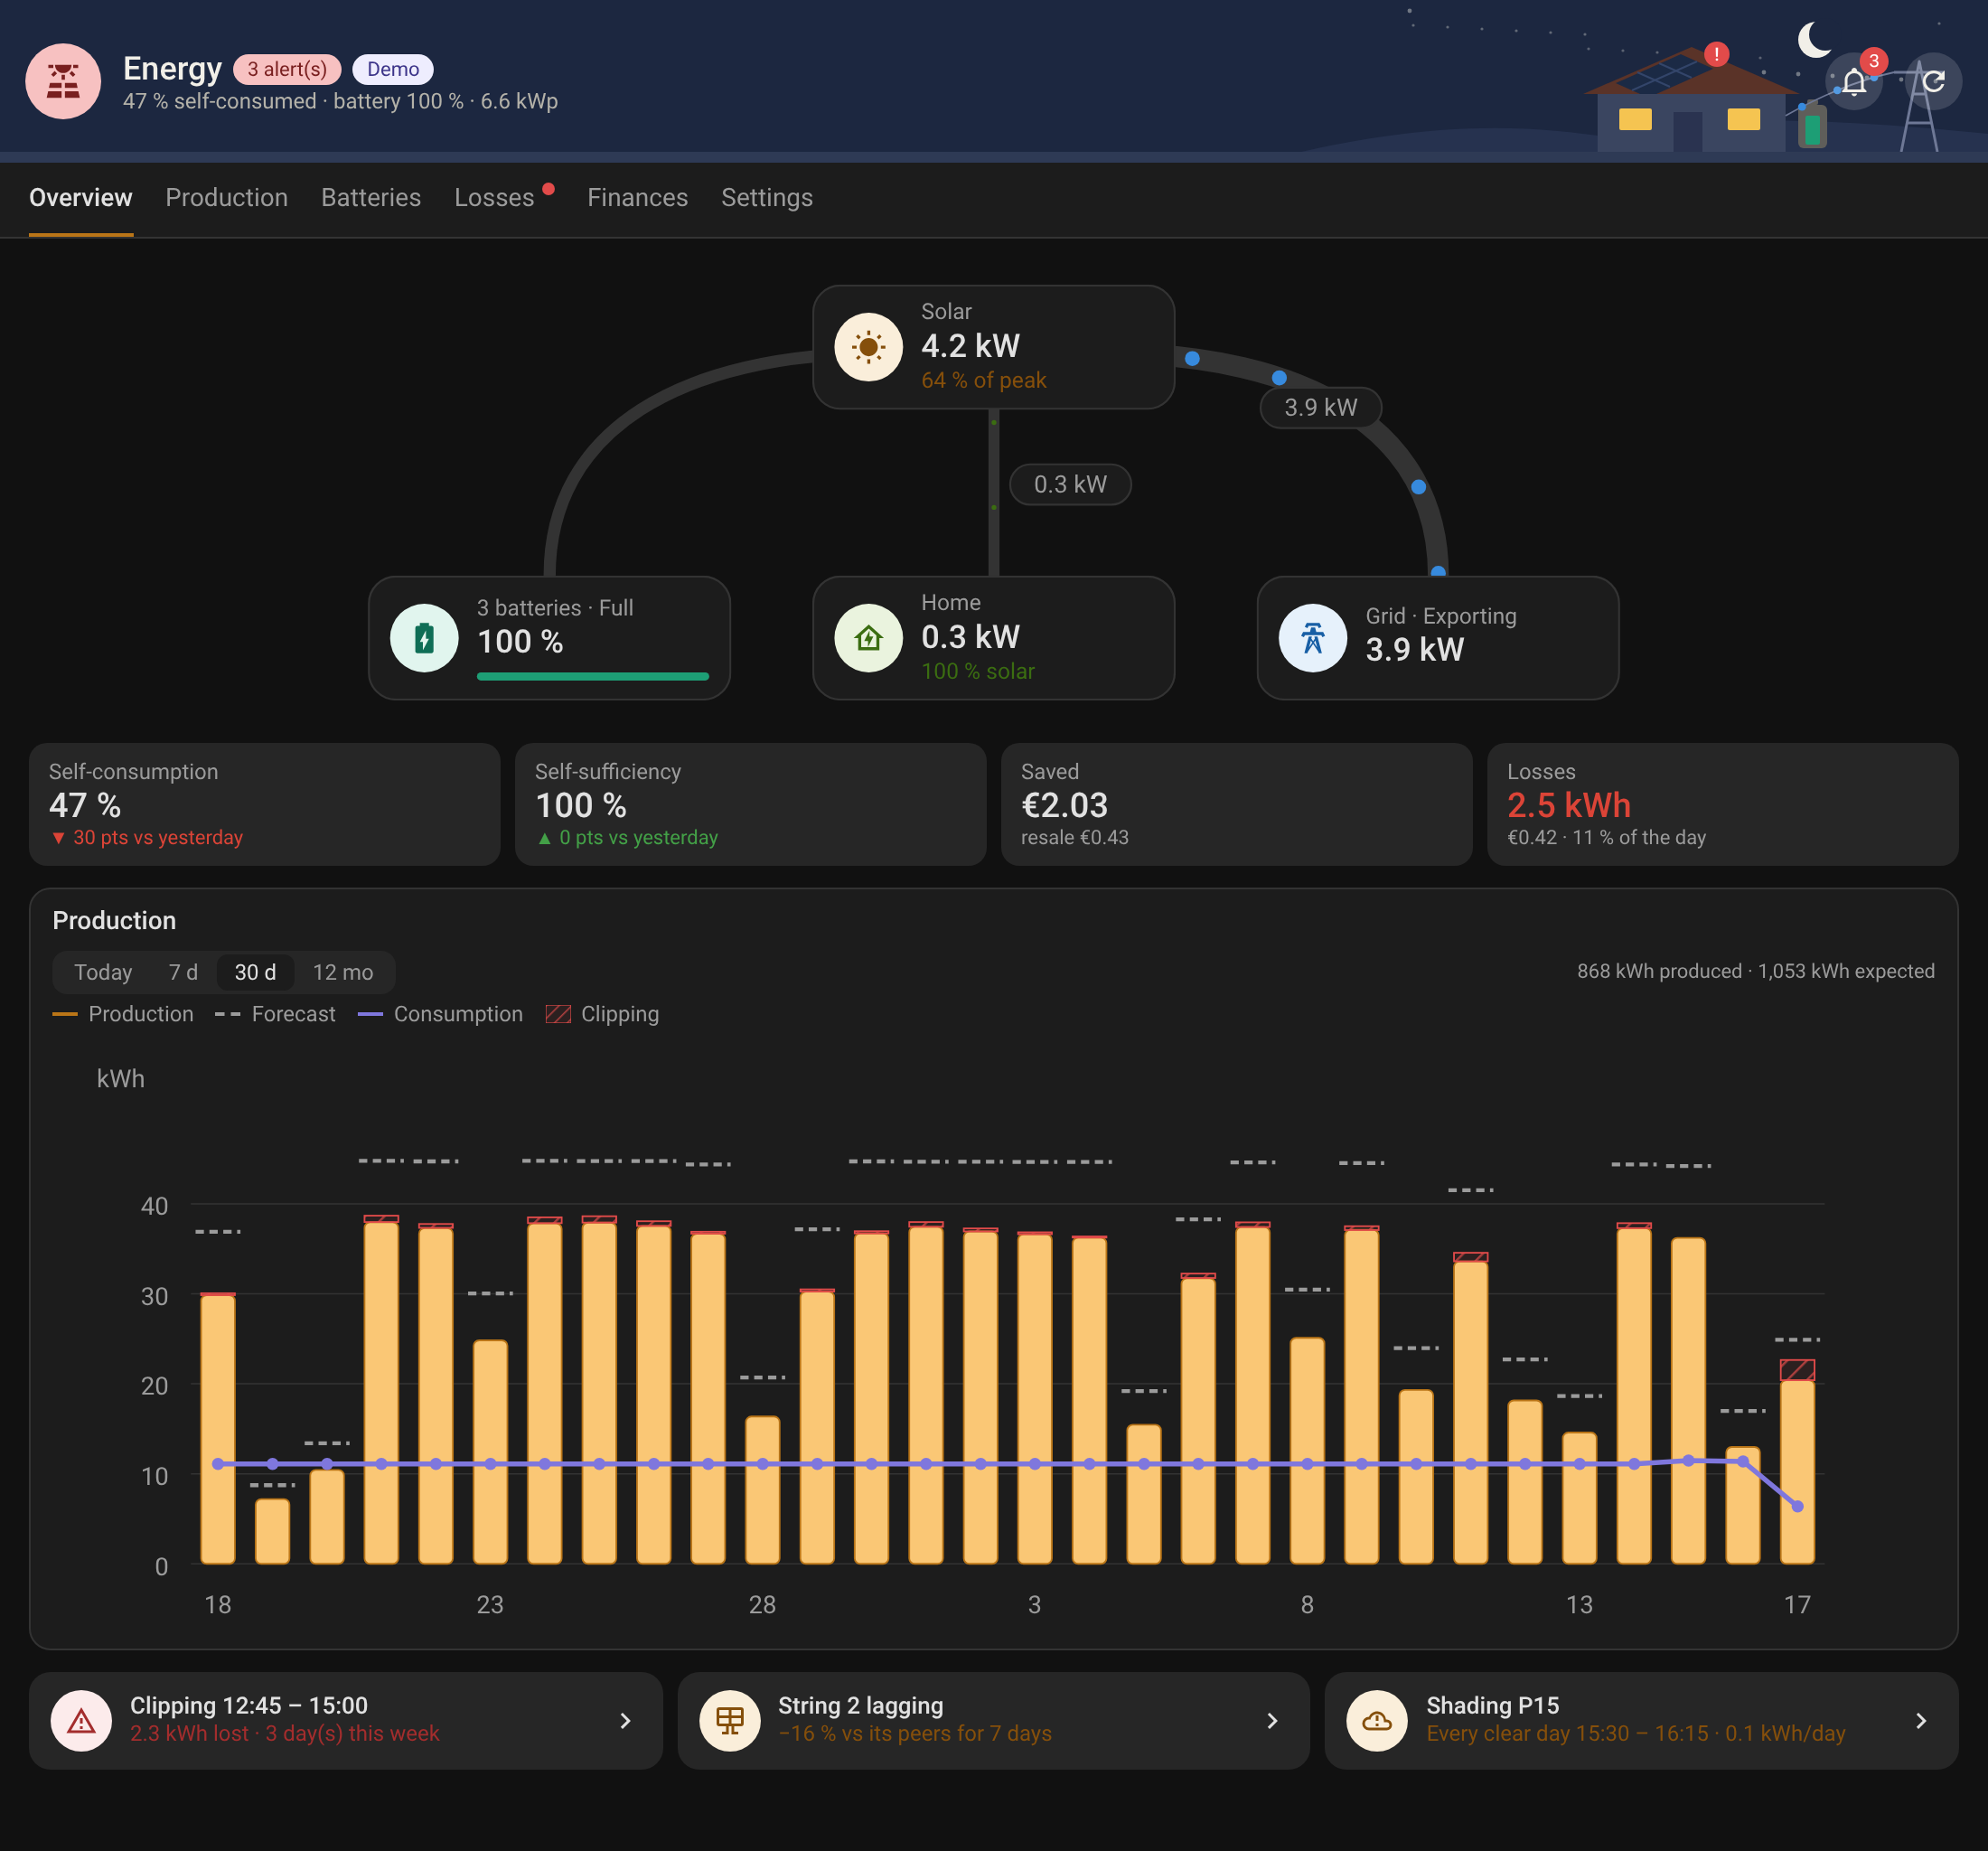 Energy 3 alert(s) Demo
47 % self-consumed · battery 100 % · 6.6 kWp
!
3
Overview Production Batteries Losses Finances Settings
Solar
4.2 kW
64 % of peak
3.9 kW
0.3 kW
3 batteries · Full
100 %
Home
0.3 kW
100 % solar
Grid · Exporting
3.9 kW
Self-consumption
47 %
▼ 30 pts vs yesterday
Self-sufficiency
100 %
▲ 0 pts vs yesterday
Saved
€2.03
resale €0.43
Losses
2.5 kWh
€0.42 · 11 % of the day
Production
Today 7 d 30 d 12 mo
868 kWh produced · 1,053 kWh expected
Production Forecast Consumption Clipping
kWh
40
30
20
10
0
18 23 28 3 8 13 17
Clipping 12:45 – 15:00
2.3 kWh lost · 3 day(s) this week
String 2 lagging
−16 % vs its peers for 7 days
Shading P15
Every clear day 15:30 – 16:15 · 0.1 kWh/day